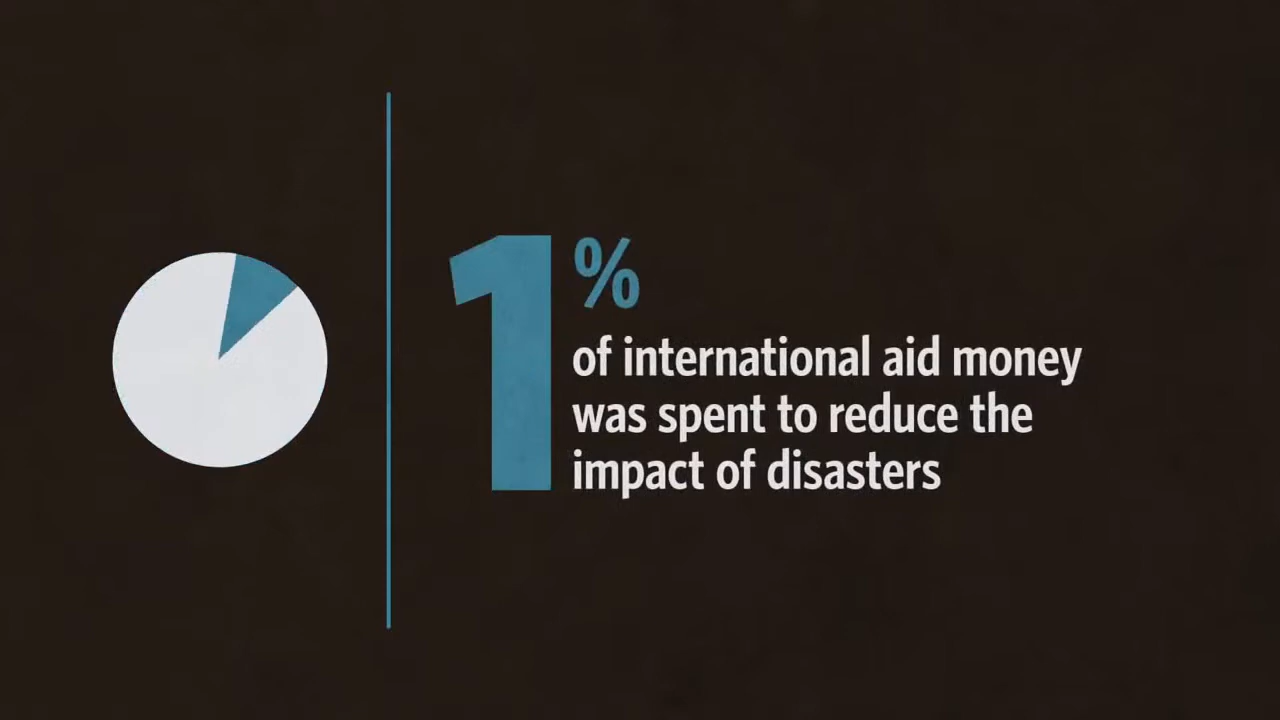 1%
of international aid money
was spent to reduce the
impact of disasters